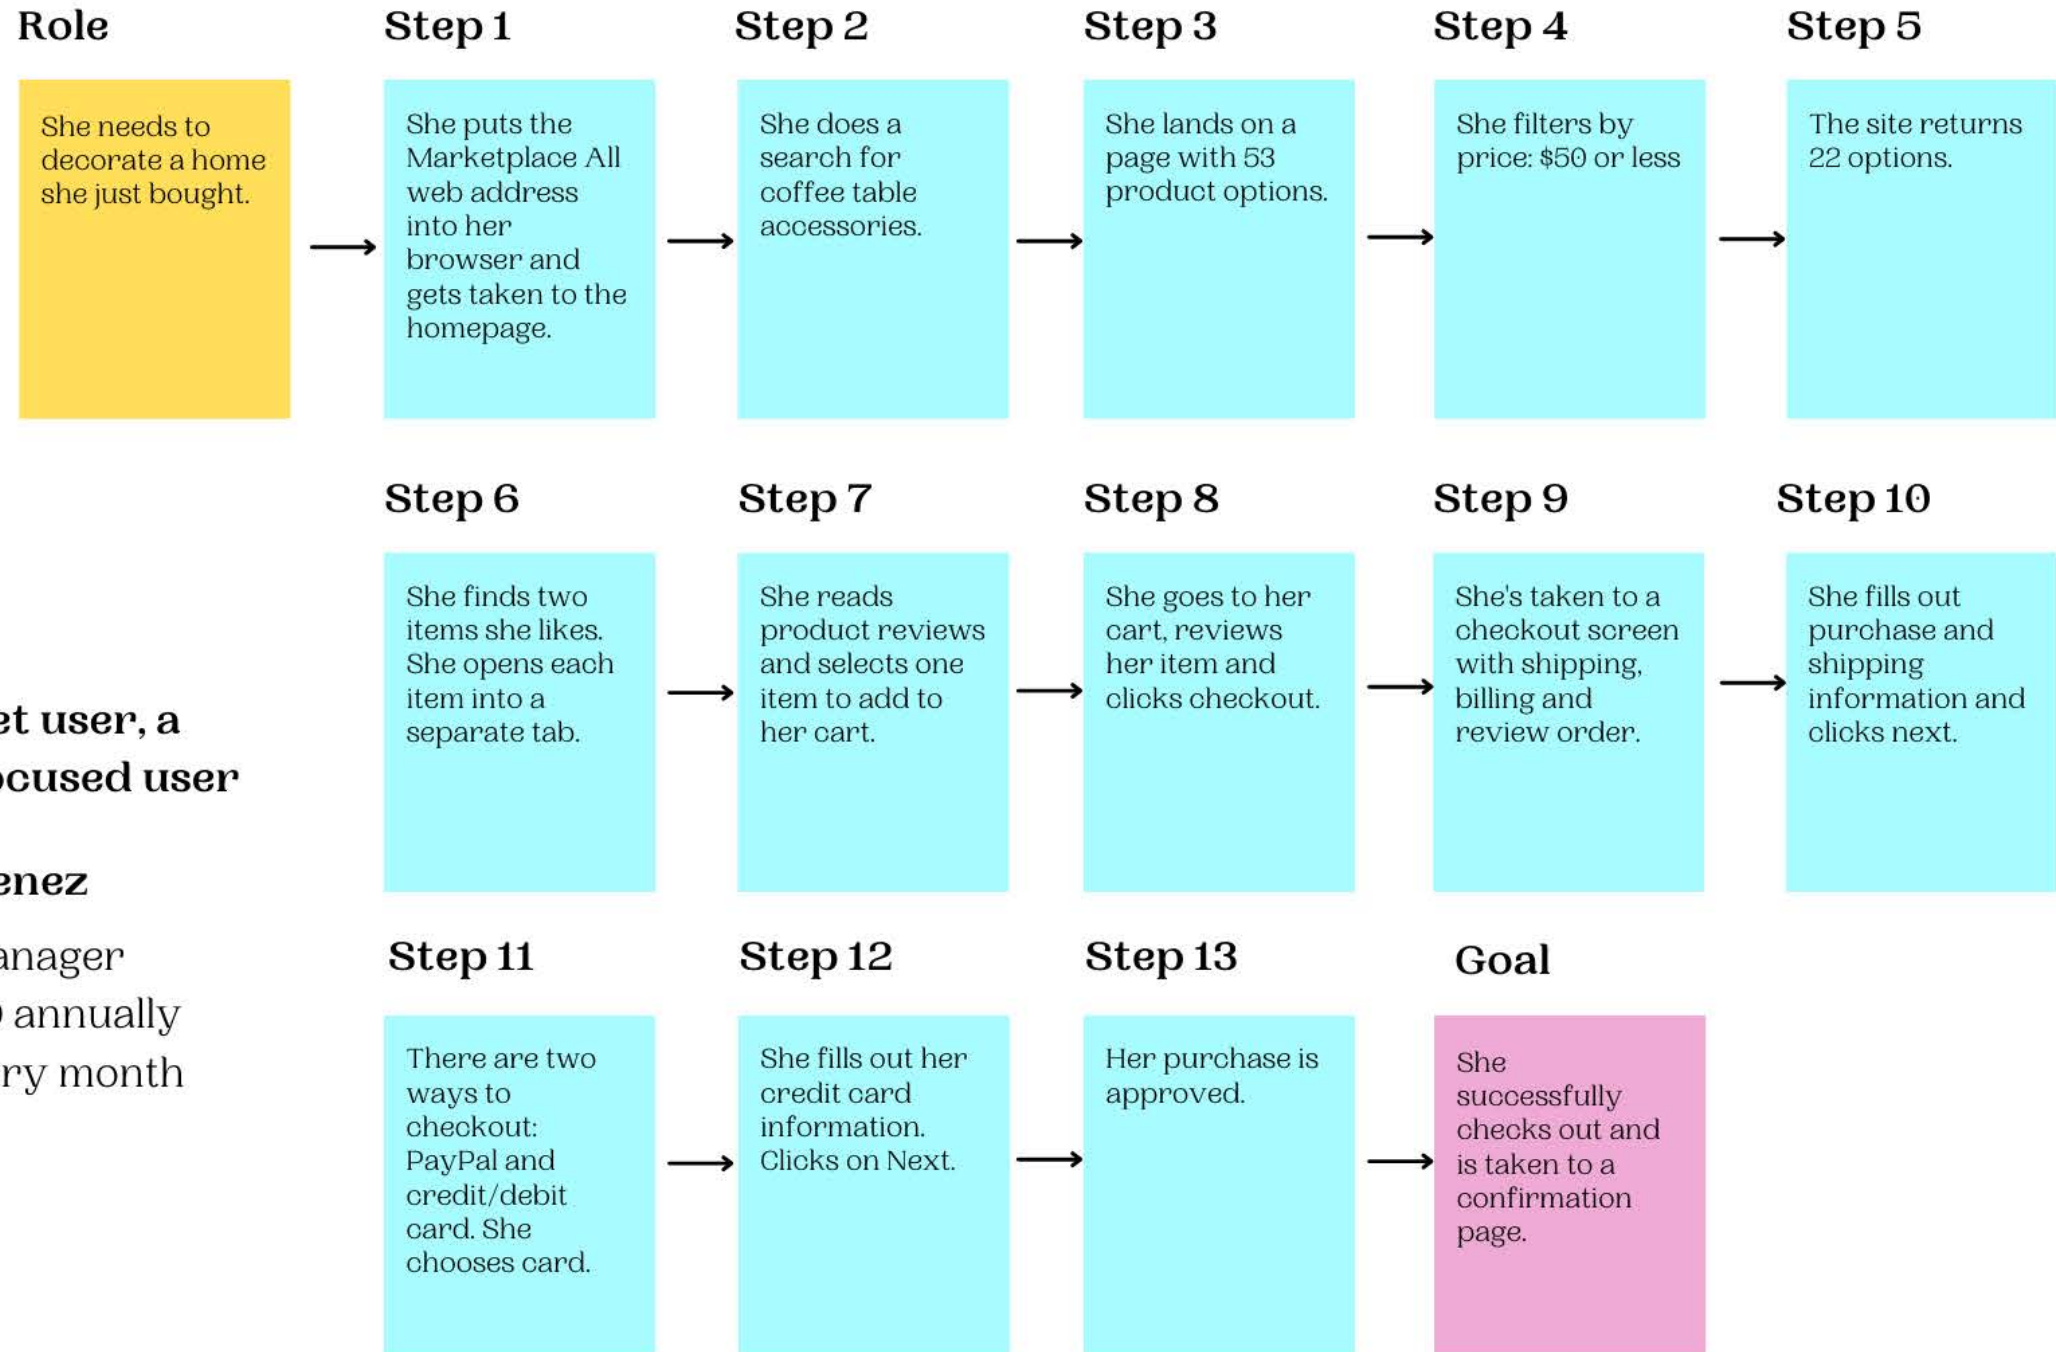 Role
She needs to
decorate a home
she just bought.
Step 1
She puts the
Marketplace All
web address
into her
browser and
gets taken to the
homepage.
Step 2
She does a
search for
coffee table
accessories.
Step 3
She lands on a
page with 53
product options.
Step 4
She filters by
price: $50 or less
Step 5
The site returns
22 options.
Step 6
She finds two
items she likes.
She opens each
item into a
separate tab.
Step 7
She reads
product reviews
and selects one
item to add to
her cart.
Step 8
She goes to her
cart, reviews
her item and
clicks checkout.
Step 9
She's taken to a
checkout screen
with shipping,
billing and
review order.
Step 10
She fills out
purchase and
shipping
information and
clicks next.
et user, a
ocused user
enez
anager
annually
ry month
Step 11
There are two
ways to
checkout:
PayPal and
credit/debit
card. She
chooses card.
Step 12
She fills out her
credit card
information.
Clicks on Next.
Step 13
Her purchase is
approved.
Goal
She
successfully
checks out and
is taken to a
confirmation
page.